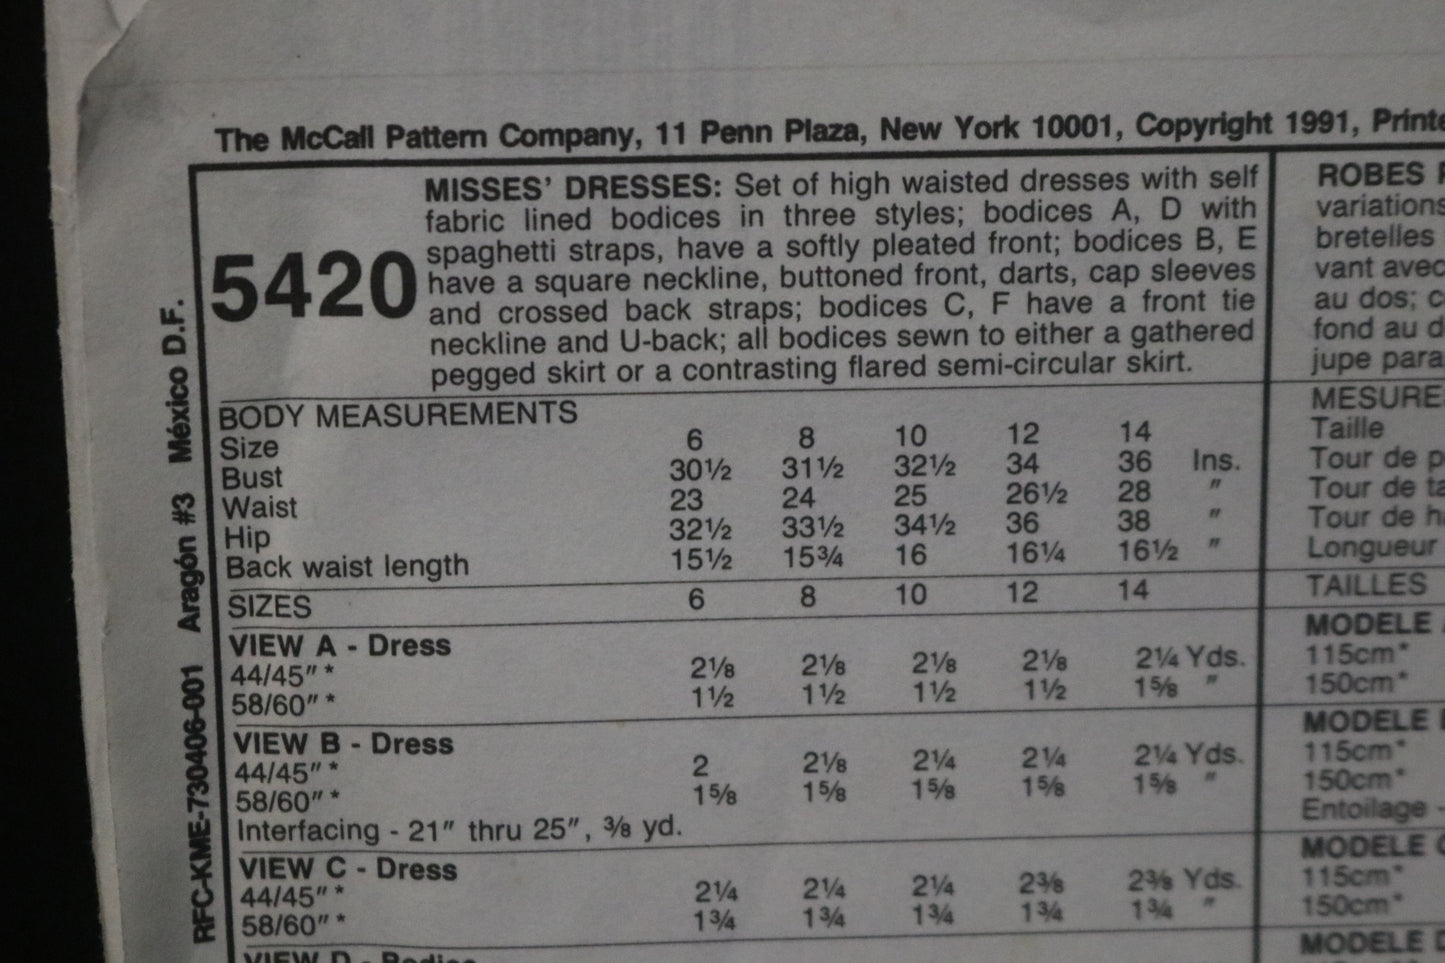 The McCall Pattern Company, 11 Penn Plaza, New York 10001, Copyright 1991,
5420
MISSES' DRESSES: Set of high waisted dresses with self
fabric lined bodices in three styles; bodices A, D with
spaghetti straps, have a softly pleated front; bodices B, E
have a square neckline, buttoned front, darts, cap sleeves
and crossed back straps; bodices C, F have a front tie
neckline and U-back; all bodices sewn to either a gathered
pegged skirt or a contrasting flared semi-circular skirt.
BODY MEASUREMENTS
Size 6 8 10 12 14
Bust 30½ 31½ 32½ 34 36 Ins.
Waist 23 24 25 26½ 28 "
Hip 32½ 33½ 34½ 36 38 "
Back waist length 15½ 15¾ 16 16¼ 16½ "
SIZES 6 8 10 12 14
VIEW A - Dress
44/45"* 2⅛ 2⅛ 2⅛ 2⅛ 2¼ Yds.
58/60"* 1½ 1½ 1½ 1½ 1⅝ "
VIEW B - Dress
44/45"* 2 2⅛ 2¼ 2¼ 2¼ Yds.
58/60"* 1⅝ 1⅝ 1⅝ 1⅝ 1⅝ "
Interfacing - 21" thru 25", ⅜ yd.
VIEW C - Dress
44/45"* 2¼ 2¼ 2¼ 2⅜ 2⅜ Yds.
58/60"* 1¾ 1¾ 1¾ 1¾ 1¾ "
VIEW D - Bodice
ROBES
variations
bretelles
vant avec
au dos;
fond au
jupe para
MESURE
Taille
Tour de
Tour de
Tour de
Longueur
TAILLES
MODELE
115cm*
150cm*
MODELE
115cm*
150cm*
Entoilage -
MODELE
115cm*
150cm*
MODELE
RFC-KME-730406-001 Aragón #3 México D.F.